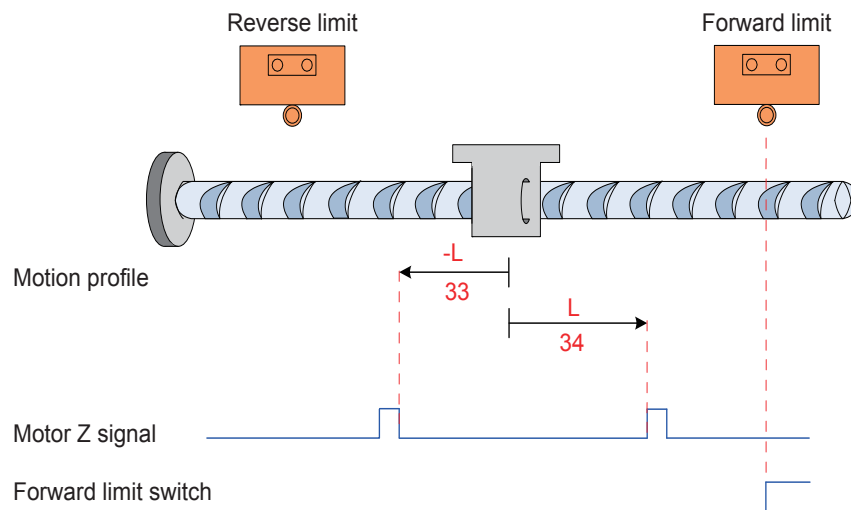 Reverse limit
Forward limit
Motion profile
-L
33
L
34
Motor Z signal
Forward limit switch